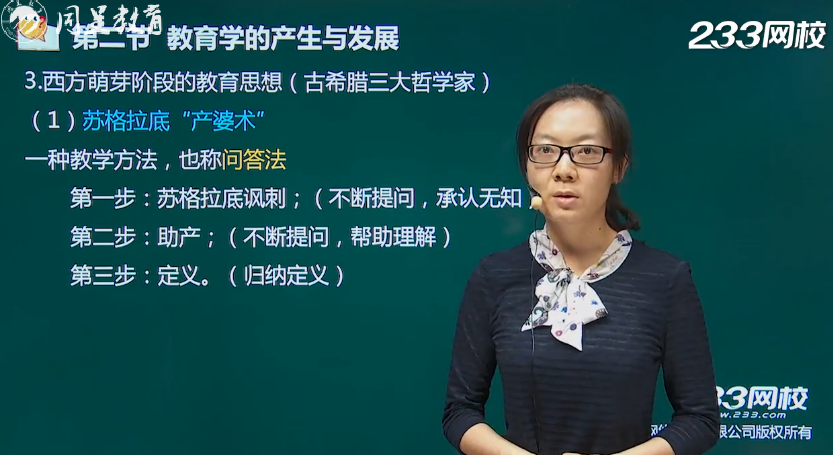 同星教育
第二节 教育学的产生与发展
233网校
3.西方萌芽阶段的教育思想（古希腊三大哲学家）
（1）苏格拉底“产婆术”
一种教学方法，也称问答法
第一步：苏格拉底讽刺；（不断提问，承认无知
第二步：助产；（不断提问，帮助理解）
第三步：定义。（归纳定义）
33网校
www.233.com
限公司版权所有